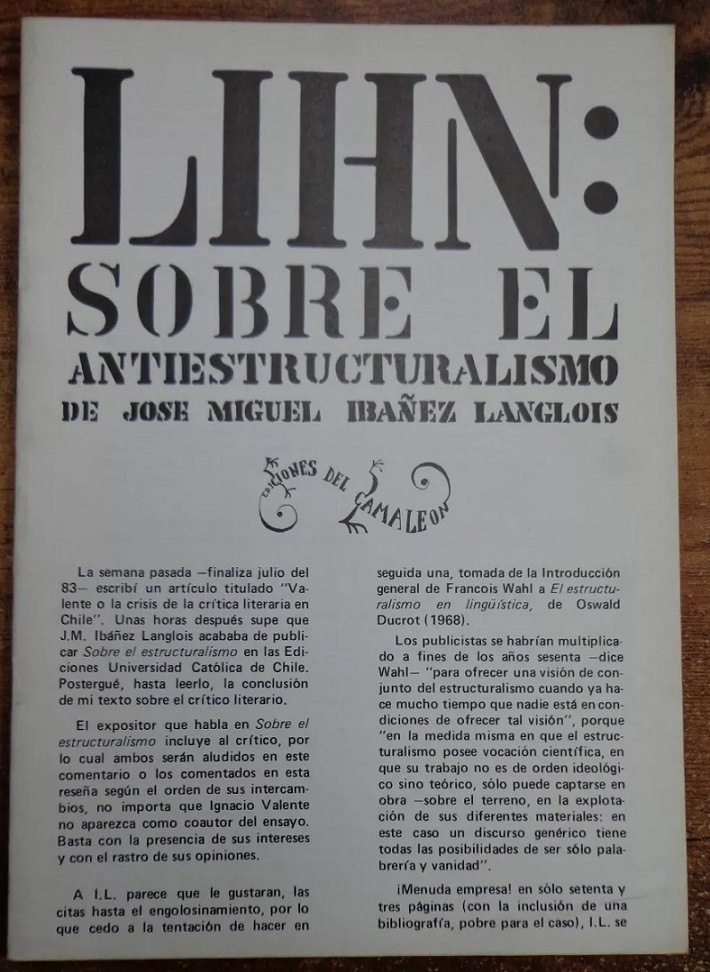 LIHN:
SOBRE EL
ANTIESTRUCTURALISMO
DE JOSE MIGUEL IBAÑEZ LANGLOIS
EDICIONES DEL CAMALEON
La semana pasada —finaliza julio del
83— escribí un artículo titulado "Va-
lente o la crisis de la crítica literaria en
Chile". Unas horas después supe que
J.M. Ibáñez Langlois acababa de publi-
car Sobre el estructuralismo en las Edi-
ciones Universidad Católica de Chile.
Postergué, hasta leerlo, la conclusión
de mi texto sobre el crítico literario.
El expositor que habla en Sobre el
estructuralismo incluye al crítico, por
lo cual ambos serán aludidos en este
comentario o los comentados en esta
reseña según el orden de sus intercam-
bios, no importa que Ignacio Valente
no aparezca como coautor del ensayo.
Basta con la presencia de sus intereses
y con el rastro de sus opiniones.
A I.L. parece que le gustaran, las
citas hasta el engolosinamiento, por lo
que cedo a la tentación de hacer en
seguida una, tomada de la Introducción
general de Francois Wahl a El estructu-
ralismo en lingüística, de Oswald
Ducrot (1968).
Los publicistas se habrían multiplica-
do a fines de los años sesenta —dice
Wahl— "para ofrecer una visión de con-
junto del estructuralismo cuando ya ha-
ce mucho tiempo que nadie está en con-
diciones de ofrecer tal visión", porque
"en la medida misma en que el estruc-
turalismo posee vocación científica, en
que su trabajo no es de orden ideológi-
co sino teórico, sólo puede captarse en
obra —sobre el terreno, en la explota-
ción de sus diferentes materiales: en
este caso un discurso genérico tiene
todas las posibilidades de ser sólo pala-
brería y vanidad".
¡Menuda empresa! en sólo setenta y
tres páginas (con la inclusión de una
bibliografía, pobre para el caso), I.L. se